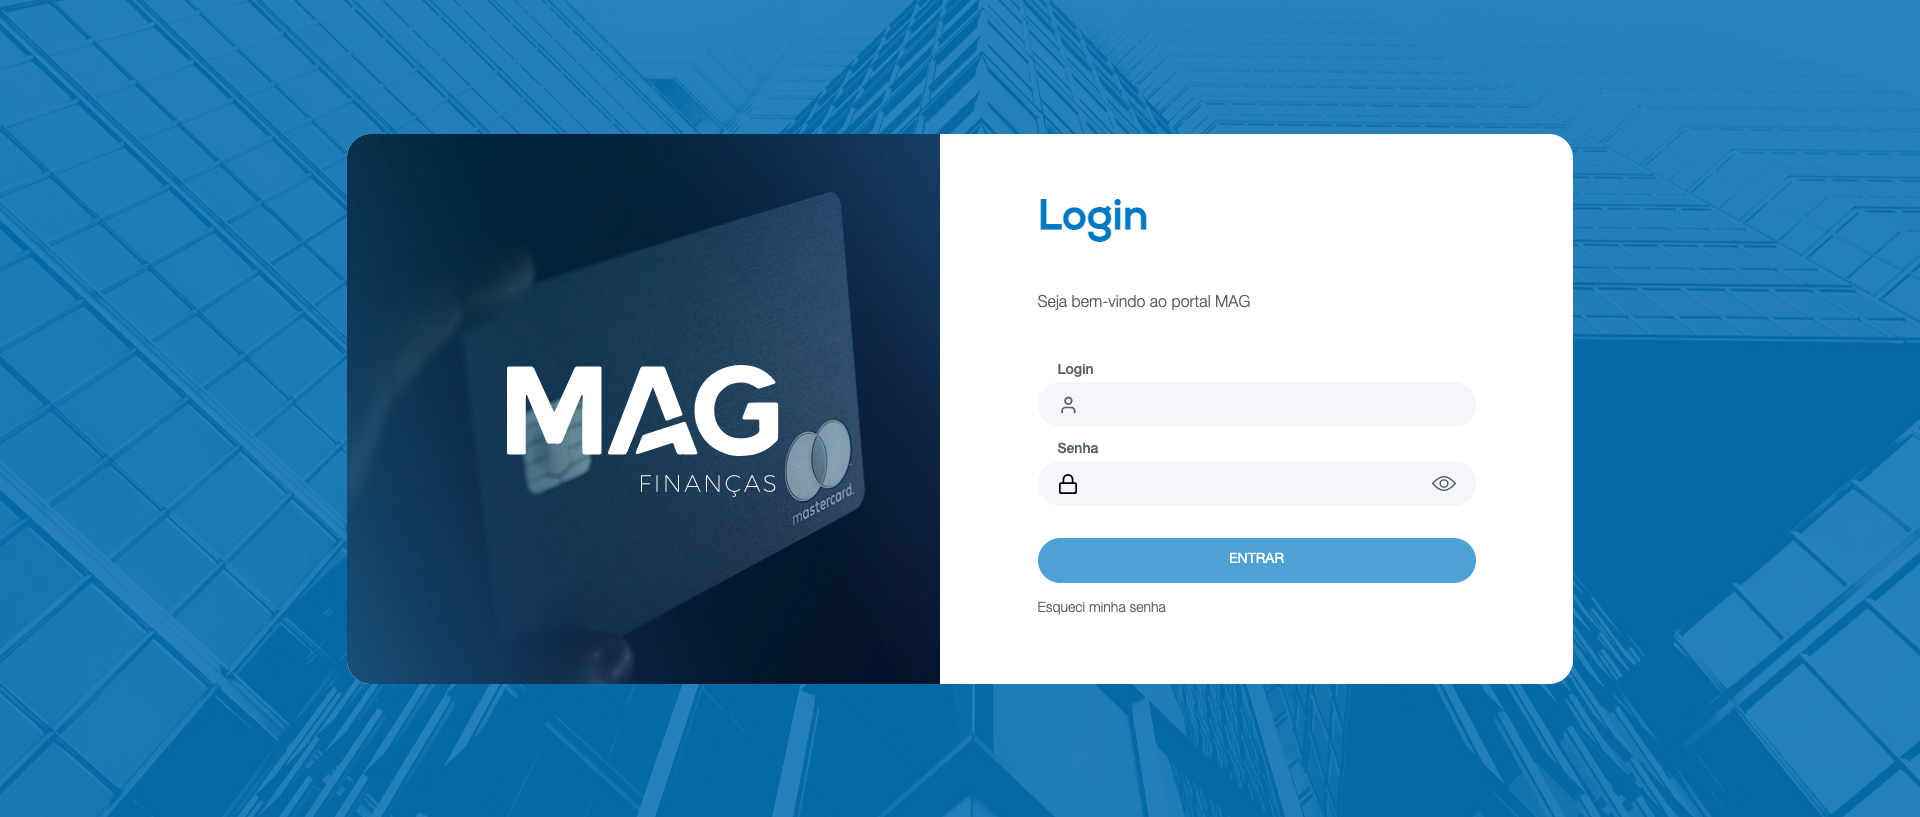 MAG
FINANÇAS
mastercard.
Login
Seja bem-vindo ao portal MAG
Login
Senha
ENTRAR
Esqueci minha senha